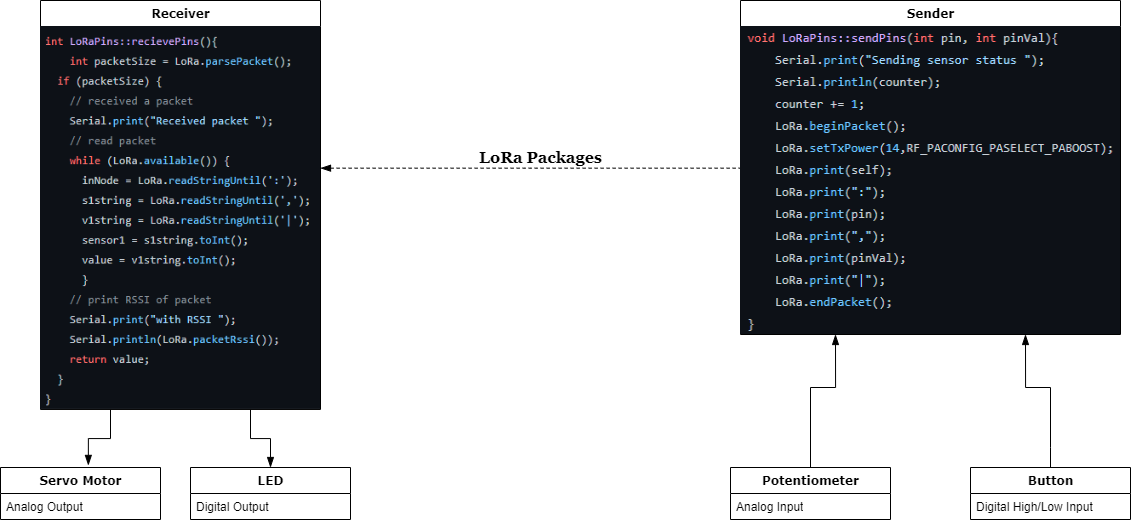 Receiver
int LoRaPins::recievePins(){
int packetSize = LoRa.parsePacket();
if (packetSize) {
// received a packet
Serial.print("Received packet ");
// read packet
while (LoRa.available()) {
inNode = LoRa.readStringUntil(':');
s1string = LoRa.readStringUntil(',');
v1string = LoRa.readStringUntil('|');
sensor1 = s1string.toInt();
value = v1string.toInt();
}
// print RSSI of packet
Serial.print("with RSSI ");
Serial.println(LoRa.packetRssi());
return value;
}
}
LoRa Packages
Sender
void LoRaPins::sendPins(int pin, int pinVal){
Serial.print("Sending sensor status ");
Serial.println(counter);
counter += 1;
LoRa.beginPacket();
LoRa.setTxPower(14,RF_PACONFIG_PASELECT_PABOOST);
LoRa.print(self);
LoRa.print(":");
LoRa.print(pin);
LoRa.print(",");
LoRa.print(pinVal);
LoRa.print("|");
LoRa.endPacket();
}
Servo Motor
Analog Output
LED
Digital Output
Potentiometer
Analog Input
Button
Digital High/Low Input